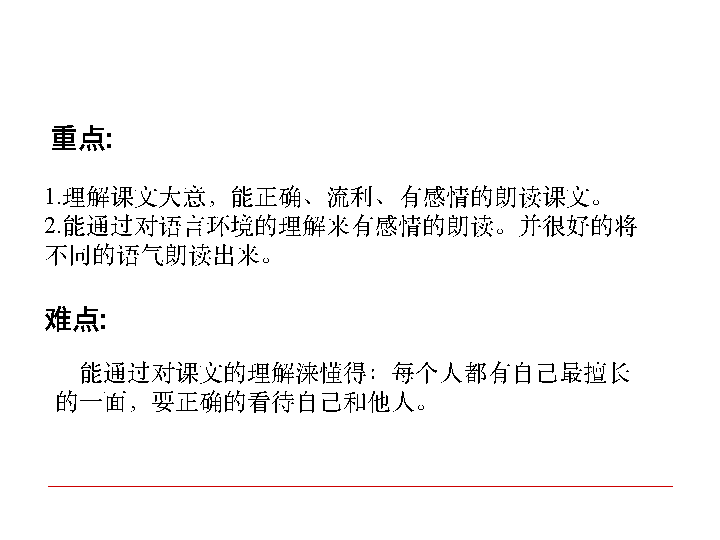 重点:
1.理解课文大意，能正确、流利、有感情的朗读课文。
2.能通过对语言环境的理解来有感情的朗读。并很好的将
不同的语气朗读出来。
难点:
能通过对课文的理解涞懂得：每个人都有自己最擅长
的一面，要正确的看待自己和他人。